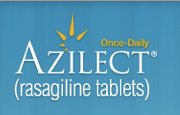 Once-Daily
AZILECT®
(rasagiline tablets)